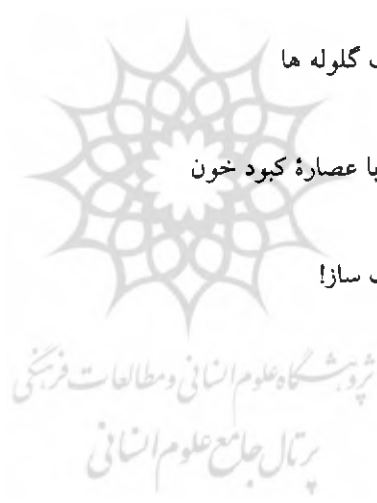 گلوله ها
با عصارهٔ کبود خون
ساز!
پژوهشگاه علوم انسانی و مطالعات فرهنگی
پرتال جامع علوم انسانی